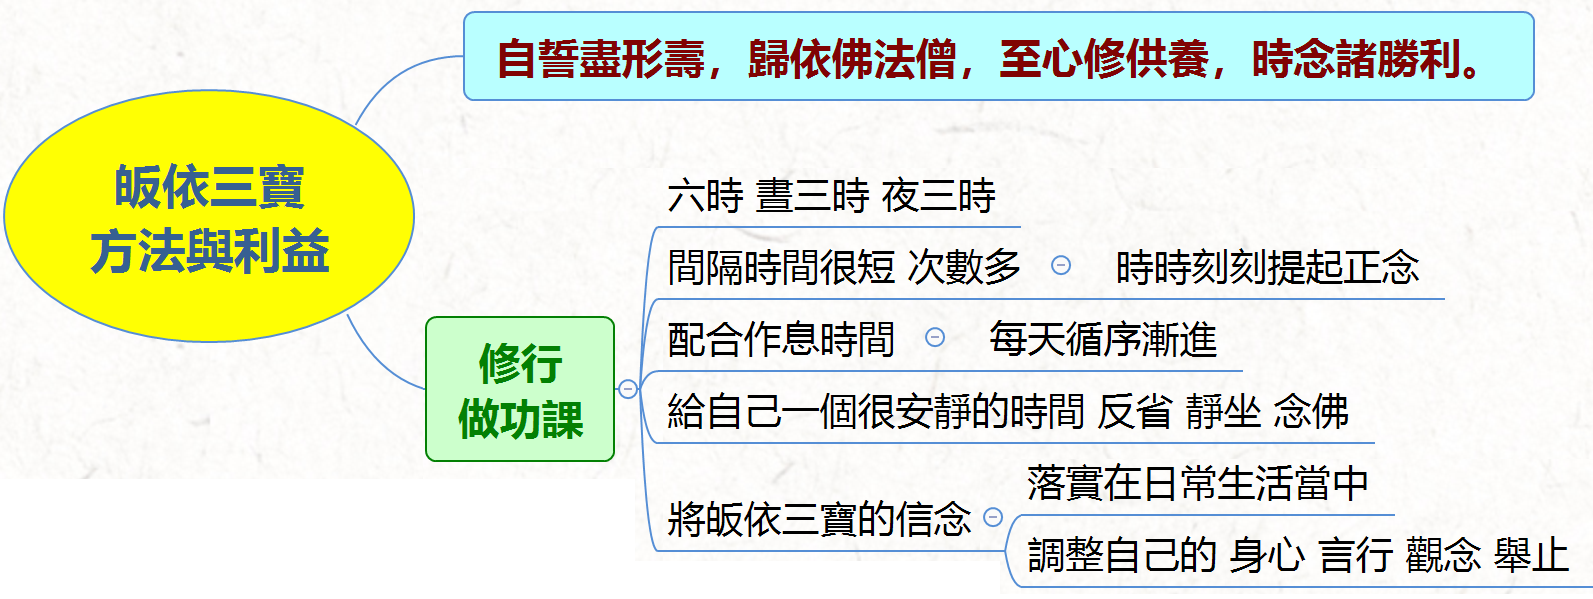 自誓盡形壽，歸依佛法僧，至心修供養，時念諸勝利。
皈依三寶
方法與利益
修行
做功課
六時 晝三時 夜三時
間隔時間很短 次數多
時時刻刻提起正念
配合作息時間
每天循序漸進
給自己一個很安靜的時間 反省 靜坐 念佛
將皈依三寶的信念
落實在日常生活當中
調整自己的 身心 言行 觀念 舉止